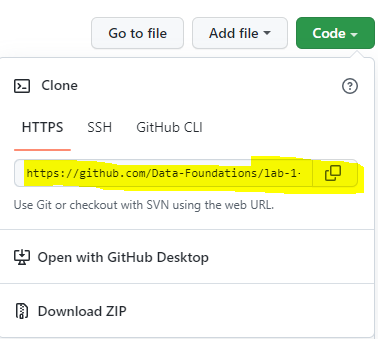 Go to file Add file Code
Clone
HTTPS SSH GitHub CLI
https://github.com/Data-Foundations/lab-1-
Use Git or checkout with SVN using the web URL.
Open with GitHub Desktop
Download ZIP